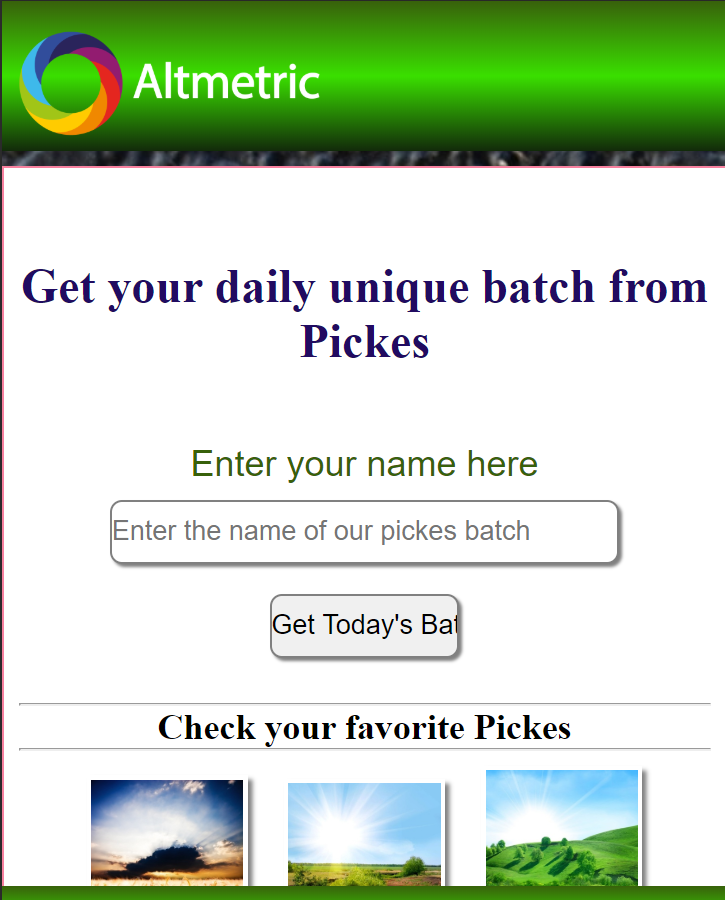 Altmetric
Get your daily unique batch from
Pickes
Enter your name here
Enter the name of our pickes batch
Get Today's Bat
Check your favorite Pickes